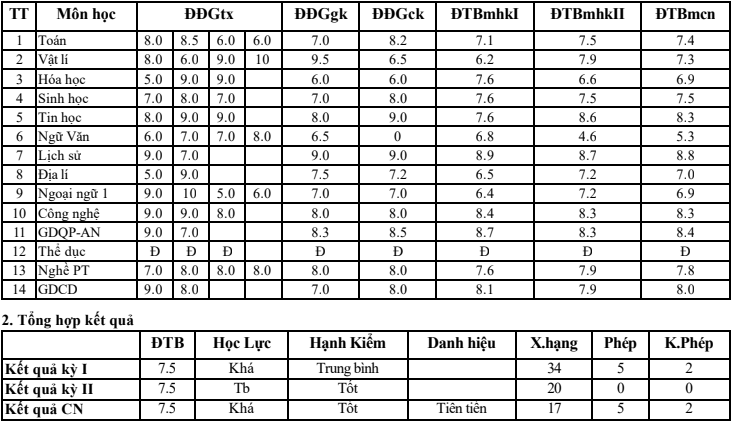 TT Môn học ĐĐGtx ĐĐGgk ĐĐGck ĐTBmhkI ĐTBmhkII ĐTBmcn
1 Toán 8.0 8.5 6.0 6.0 7.0 8.2 7.1 7.5 7.4
2 Vật lí 8.0 6.0 9.0 10 9.5 6.5 6.2 7.9 7.3
3 Hóa học 5.0 9.0 9.0 6.0 6.0 7.6 6.6 6.9
4 Sinh học 7.0 8.0 7.0 7.0 8.0 7.6 7.5 7.5
5 Tin học 8.0 9.0 9.0 8.0 9.0 7.6 8.6 8.3
6 Ngữ Văn 6.0 7.0 7.0 8.0 6.5 0 6.8 4.6 5.3
7 Lịch sử 9.0 7.0 9.0 9.0 8.9 8.7 8.8
8 Địa lí 5.0 9.0 7.5 7.2 6.5 7.2 7.0
9 Ngoại ngữ 1 9.0 10 5.0 6.0 7.0 7.0 6.4 7.2 6.9
10 Công nghệ 9.0 9.0 8.0 8.0 8.0 8.4 8.3 8.3
11 GDQP-AN 9.0 7.0 8.3 8.5 8.7 8.3 8.4
12 Thể dục Đ Đ Đ Đ Đ Đ Đ Đ
13 Nghề PT 7.0 8.0 8.0 8.0 8.0 8.0 7.6 7.9 7.8
14 GDCD 9.0 8.0 7.0 8.0 8.1 7.9 8.0
2. Tổng hợp kết quả
ĐTB Học Lực Hạnh Kiểm Danh hiệu X.hạng Phép K.Phép
Kết quả kỳ I 7.5 Khá Trung bình 34 5 2
Kết quả kỳ II 7.5 Tb Tốt 20 0 0
Kết quả CN 7.5 Khá Tôt Tiên tiên 17 5 2